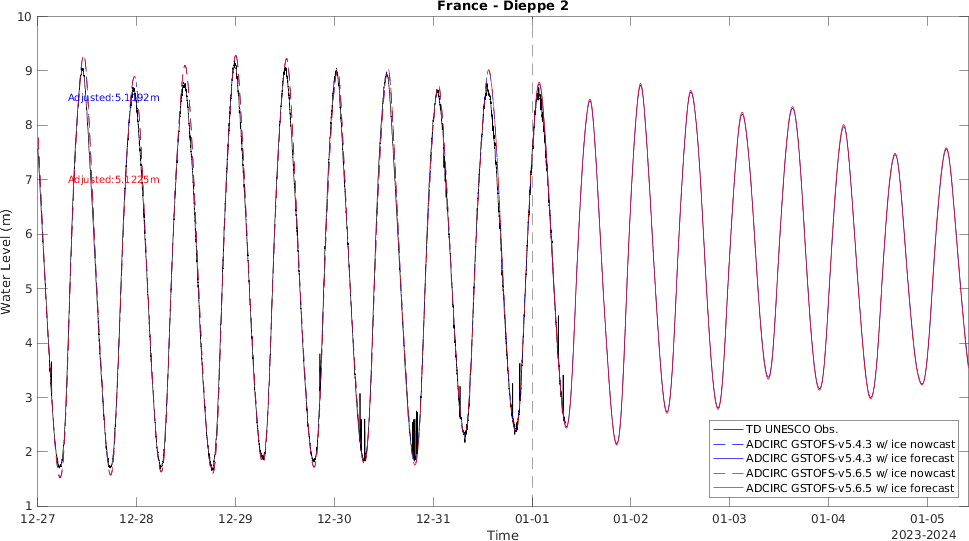 France - Dieppe 2
10
9
8
7
6
5
4
3
2
1
Water Level (m)
Adjusted:5.1225m
TD UNESCO Obs.
ADCIRC GSTOFS-v5.4.3 w/ ice nowcast
ADCIRC GSTOFS-v5.4.3 w/ ice forecast
ADCIRC GSTOFS-v5.6.5 w/ ice nowcast
ADCIRC GSTOFS-v5.6.5 w/ ice forecast
12-27 12-28 12-29 12-30 12-31 01-01 01-02 01-03 01-04 01-05
Time
2023-2024